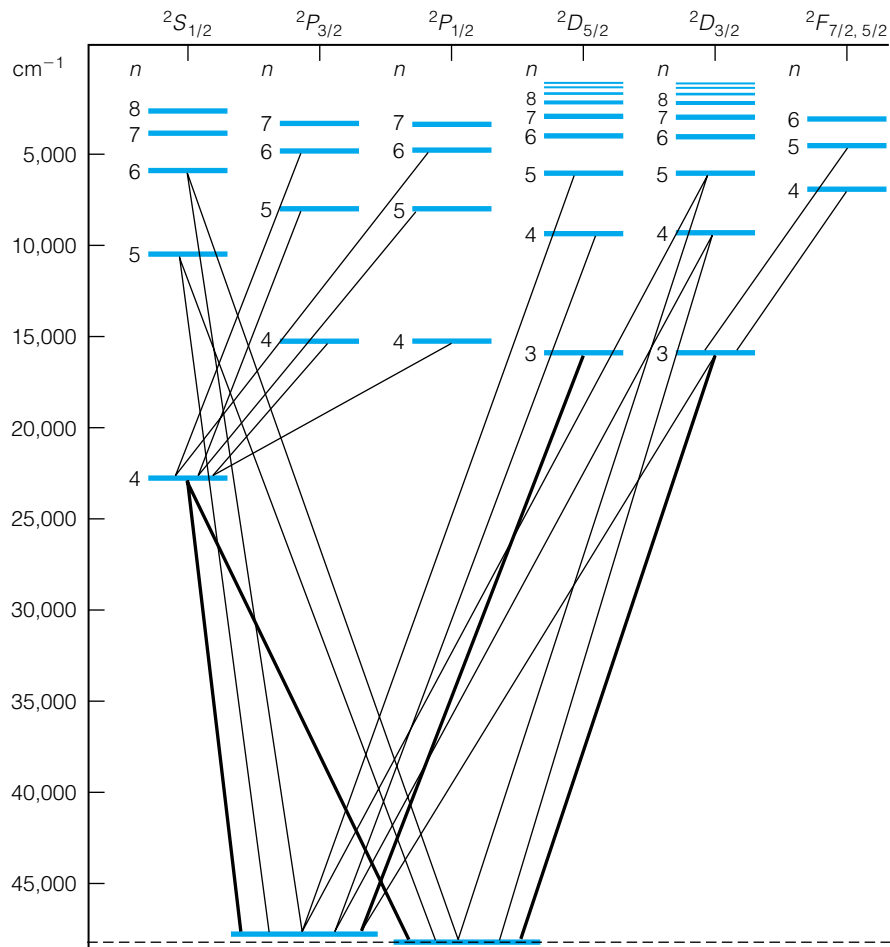 ²S₁/₂ ²P₃/₂ ²P₁/₂ ²D₅/₂ ²D₃/₂ ²F₇/₂, ₅/₂
cm⁻¹ n n n n n n
8 8 8
7 7 7 7 7 6
5,000 6 6 6 6 6 5
5 5 5 5 4
10,000 5 4 4
15,000 4 4 3 3
20,000
4
25,000
30,000
35,000
40,000
45,000